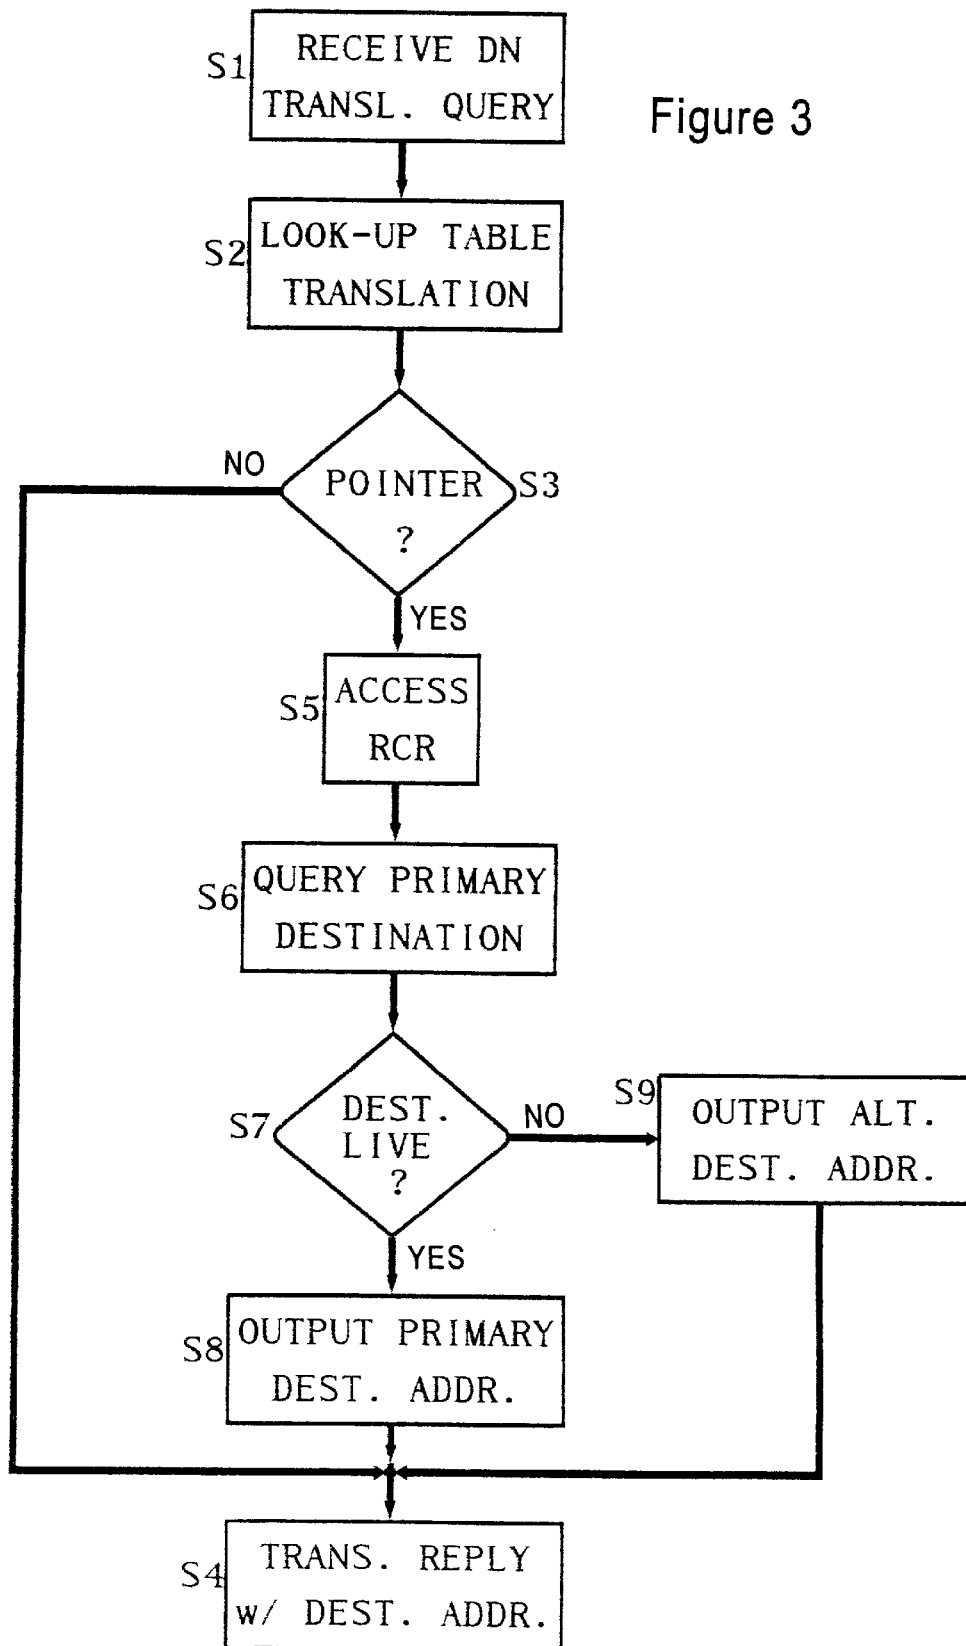 RECEIVE DN
S1
TRANSL. QUERY
Figure 3
LOOK-UP TABLE
S2
TRANSLATION
NO
POINTER
S3
?
YES
ACCESS
S5
RCR
QUERY PRIMARY
S6
DESTINATION
DEST.
S7
LIVE
?
NO
S9
OUTPUT ALT.
DEST. ADDR.
YES
OUTPUT PRIMARY
S8
DEST. ADDR.
TRANS. REPLY
S4
w/ DEST. ADDR.